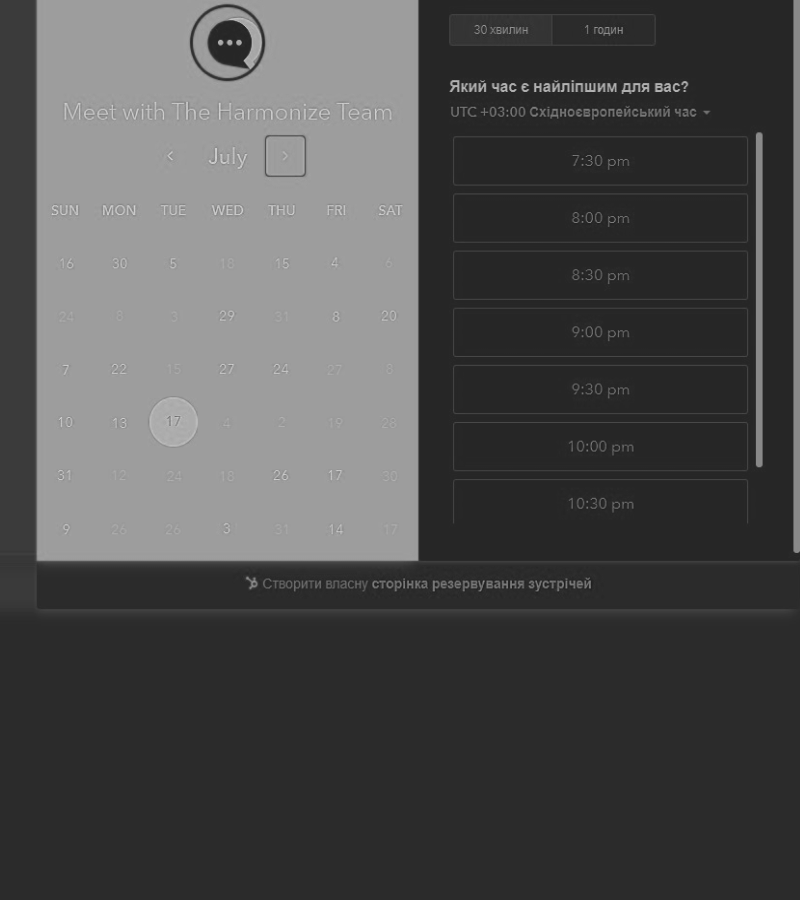 Meet with The Harmonize Team
July
SUN MON TUE WED THU FRI SAT
16 30 5 18 15 4 6
24 8 3 29 31 8 20
7 22 15 27 24 27 8
10 13 17 4 2 19 28
31 12 24 18 26 17 30
9 26 26 3 31 14 17
30 хвилин 1 годин
Який час є найліпшим для вас?
UTC +03:00 Східноєвропейський час
7:30 pm
8:00 pm
8:30 pm
9:00 pm
9:30 pm
10:00 pm
10:30 pm
Створити власну сторінка резервування зустрічей